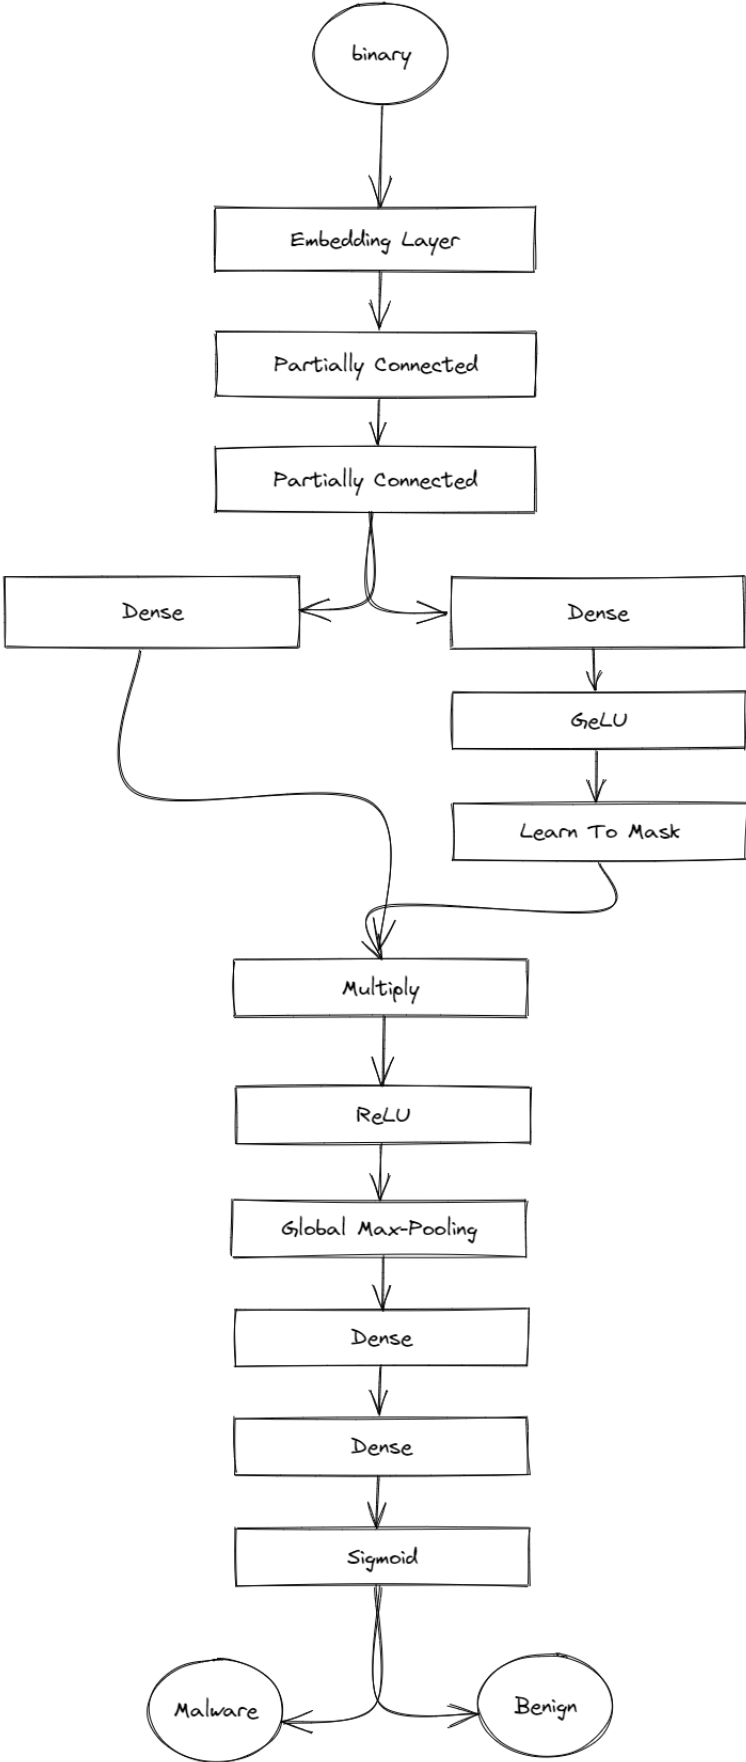 binary
Embedding Layer
Partially Connected
Partially Connected
Dense
Dense
GeLU
Learn To Mask
Multiply
ReLU
Global Max-Pooling
Dense
Dense
Sigmoid
Malware
Benign